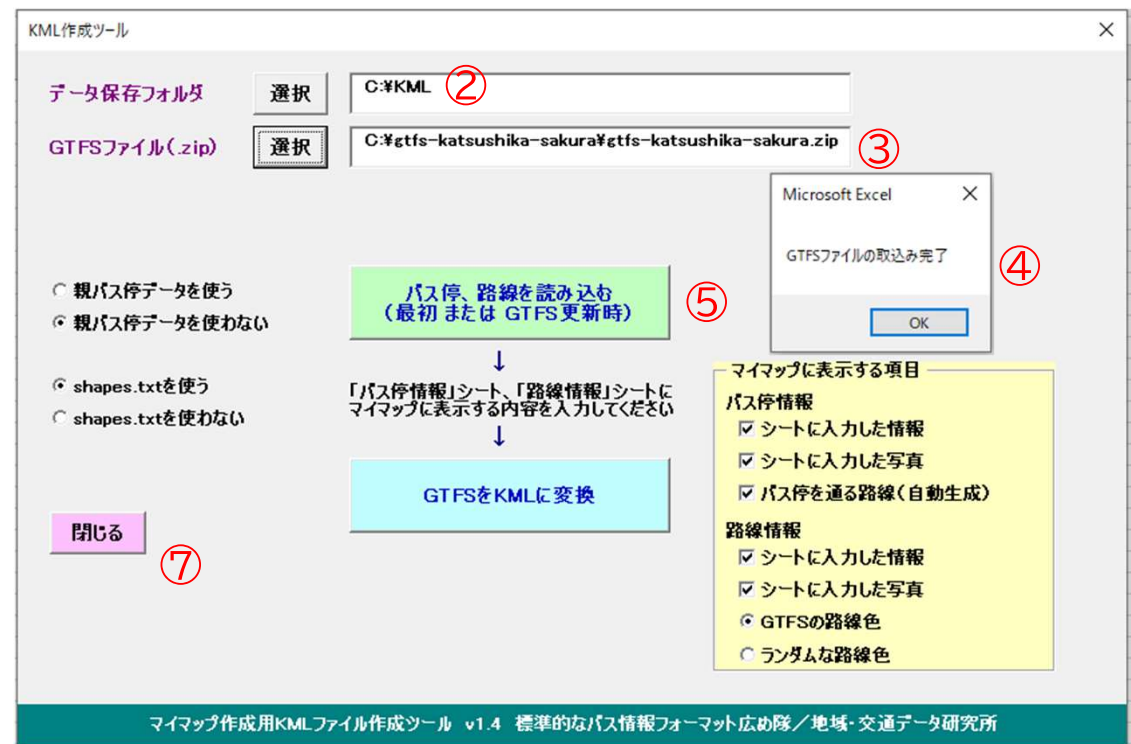 KML作成ツール
データ保存フォルダ 選択 C:¥KML ②
GTFSファイル(.zip) 選択 C:¥gtfs-katsushika-sakura¥gtfs-katsushika-sakura.zip ③
Microsoft Excel
GTFSファイルの取込み完了 ④
OK
親バス停データを使う
親バス停データを使わない
バス停、路線を読み込む
(最初 または GTFS更新時) ⑤
↓
shapes.txtを使う
shapes.txtを使わない
「バス停情報」シート、「路線情報」シートに
マイマップに表示する内容を入力してください
↓
GTFSをKMLに変換
閉じる ⑦
マイマップに表示する項目
バス停情報
シートに入力した情報
シートに入力した写真
バス停を通る路線(自動生成)
路線情報
シートに入力した情報
シートに入力した写真
GTFSの路線色
ランダムな路線色
マイマップ作成用KMLファイル作成ツール v1.4 標準的なバス情報フォーマット広め隊/地域・交通データ研究所